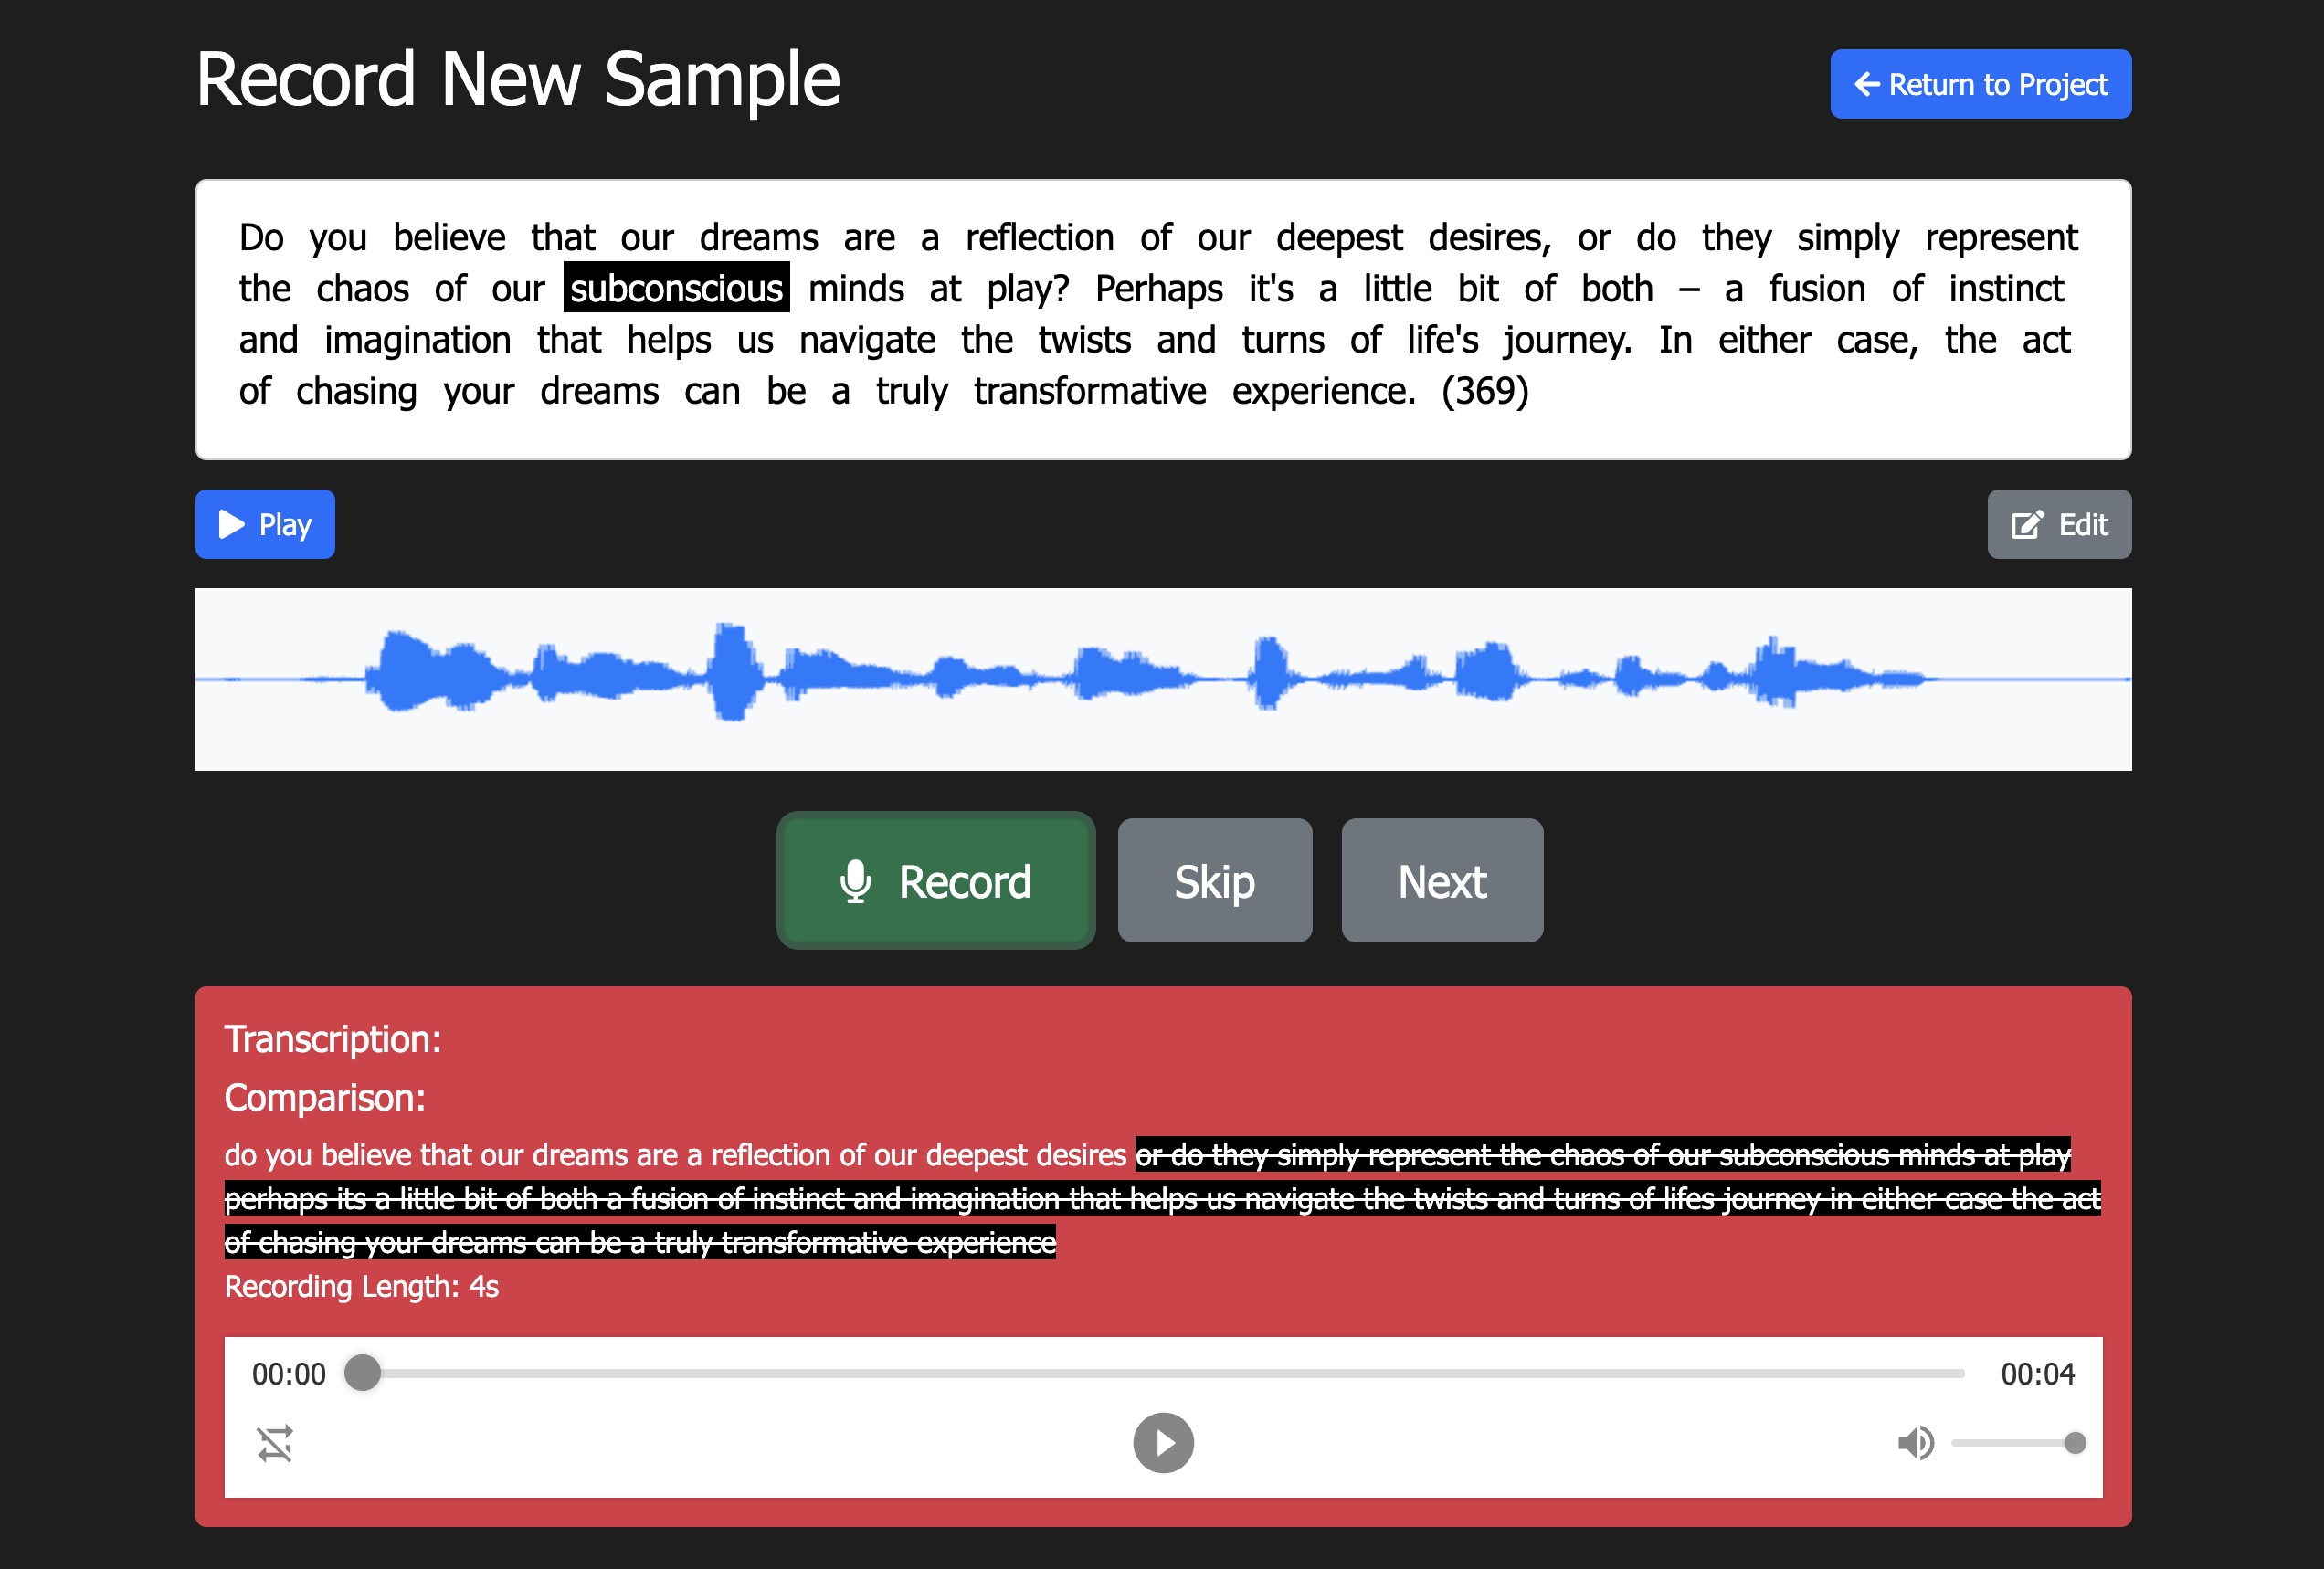 Record New Sample
Return to Project
Do you believe that our dreams are a reflection of our deepest desires, or do they simply represent
the chaos of our subconscious minds at play? Perhaps it's a little bit of both – a fusion of instinct
and imagination that helps us navigate the twists and turns of life's journey. In either case, the act
of chasing your dreams can be a truly transformative experience. (369)
Play
Edit
Record
Skip
Next
Transcription:
Comparison:
do you believe that our dreams are a reflection of our deepest desires or do they simply represent the chaos of our subconscious minds at play
perhaps its a little bit of both a fusion of instinct and imagination that helps us navigate the twists and turns of lifes journey in either case the act
of chasing your dreams can be a truly transformative experience
Recording Length: 4s
00:00
00:04